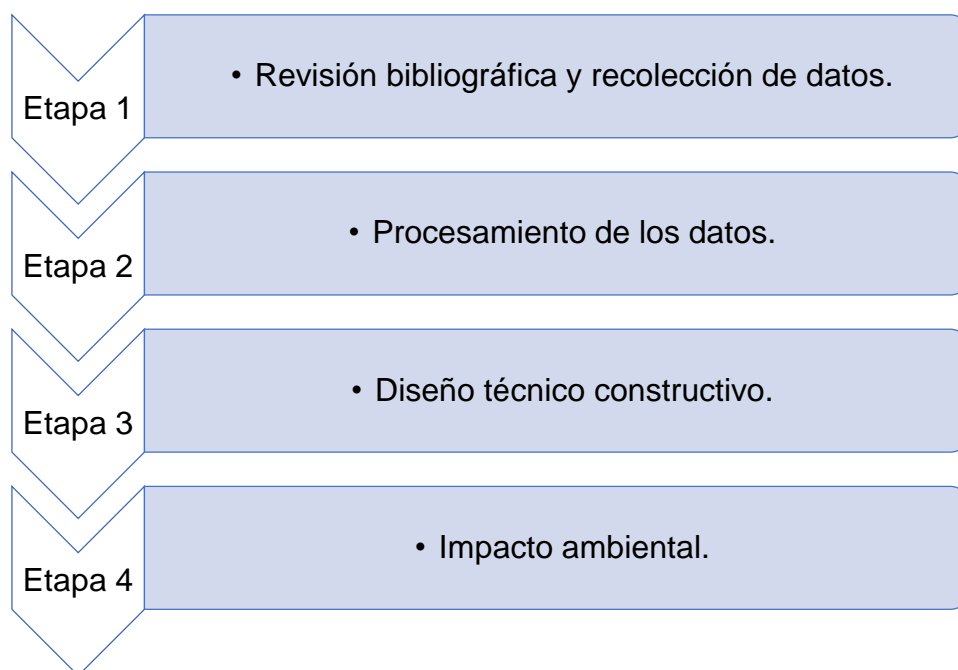 Etapa 1
• Revisión bibliográfica y recolección de datos.
Etapa 2
• Procesamiento de los datos.
Etapa 3
• Diseño técnico constructivo.
Etapa 4
• Impacto ambiental.